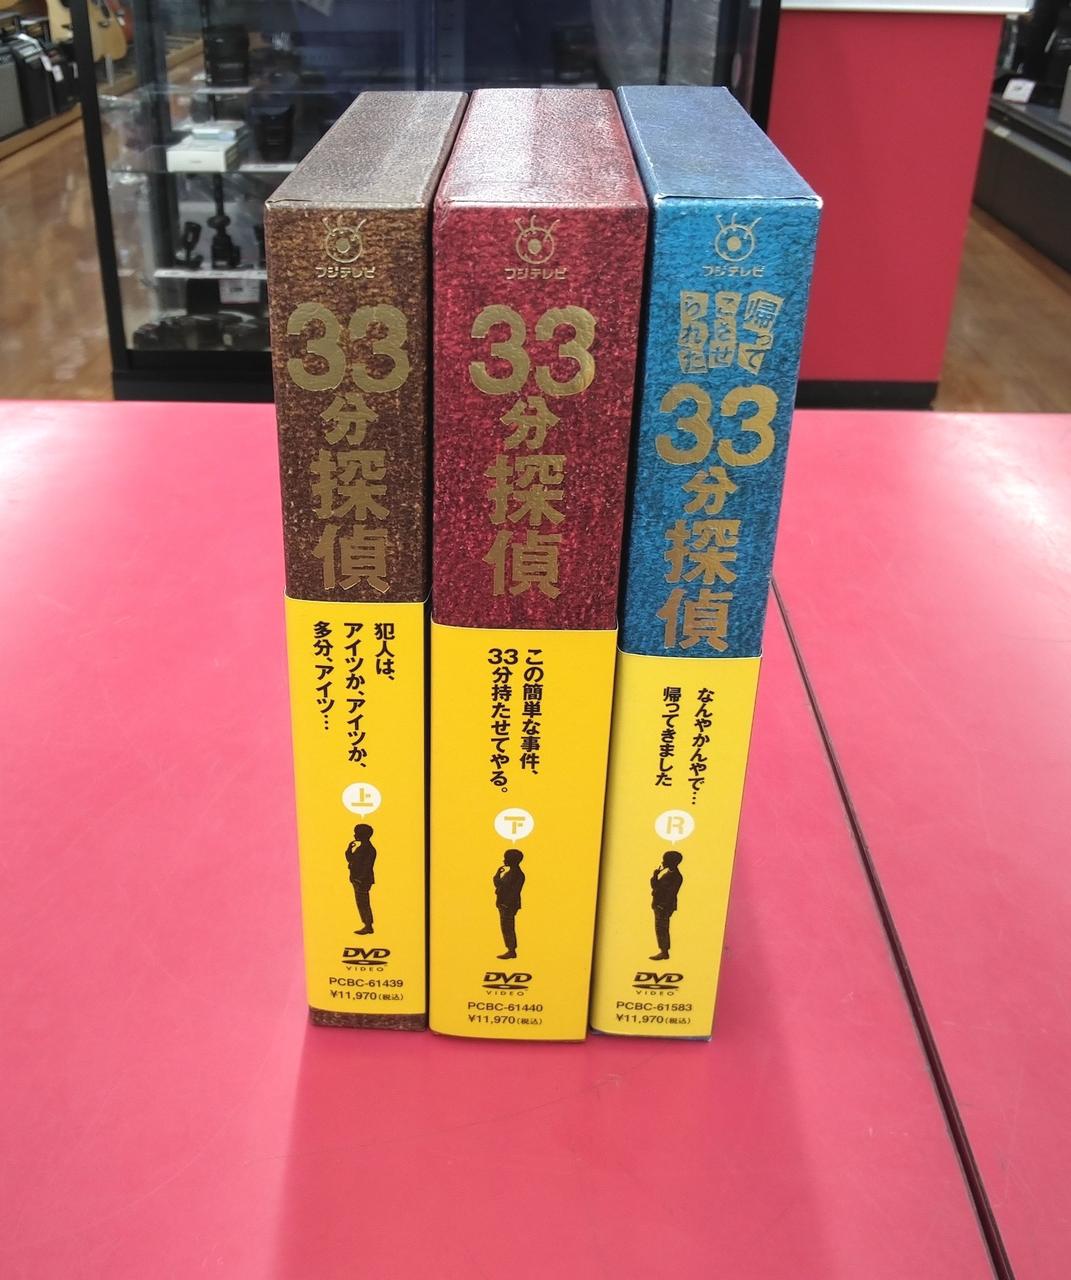 フジテレビ
33
分
探
偵
犯人は、
アイツか、アイツか、
多分、アイツ…
上
DVD
VIDEO
PCBC-61439
¥11,970(税込)
フジテレビ
33
分
探
偵
この簡単な事件、
33分持たせてやる。
下
DVD
VIDEO
PCBC-61440
¥11,970(税込)
フジテレビ
帰って
こさせ
られた
33
分
探
偵
なんやかんやで…
帰ってきました
R
DVD
VIDEO
PCBC-61583
¥11,970(税込)